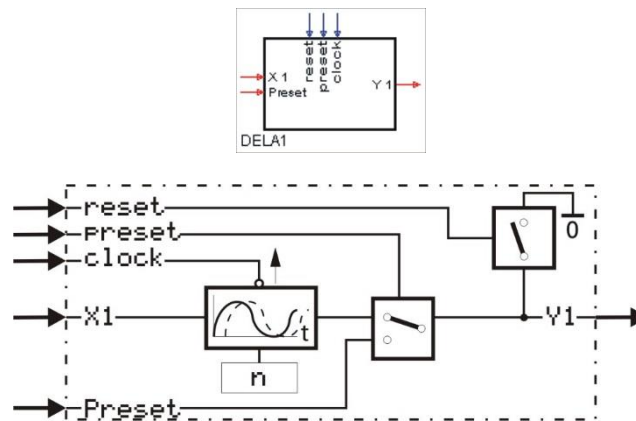 reset
preset
clock
X 1
Preset
Y 1
DELA1
reset
preset
clock
0
X1
t
Y1
n
Preset